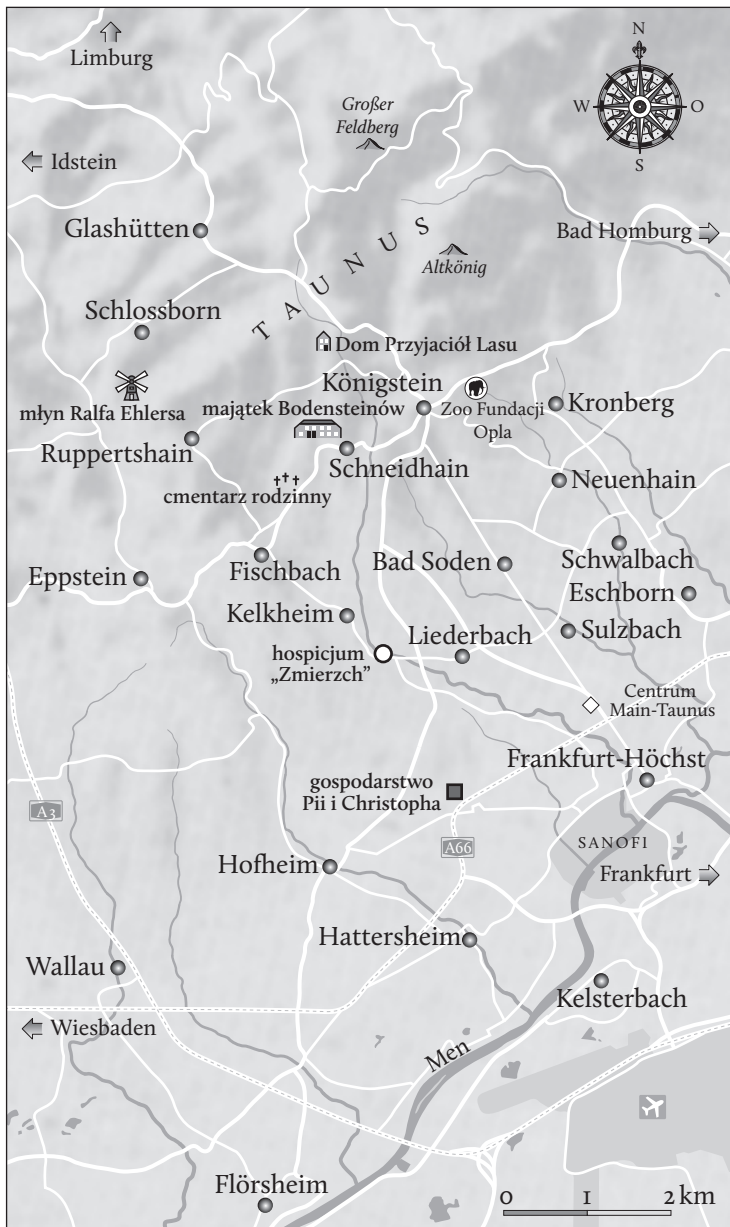 Limburg
N
W
O
S
Großer
Feldberg
Idstein
Glashütten
Bad Homburg
TAUNUS
Altkönig
Schlossborn
Dom Przyjaciół Lasu
Königstein
młyn Ralfa Ehlersa
majątek Bodensteinów
Zoo Fundacji
Opla
Kronberg
Ruppertshain
Schneidhain
cmentarz rodzinny
Neuenhain
Fischbach
Bad Soden
Schwalbach
Eppstein
Eschborn
Kelkheim
Liederbach
Sulzbach
hospicjum
„Zmierzch”
Centrum
Main-Taunus
Frankfurt-Höchst
gospodarstwo
Pii i Christopha
A3
A66
SANOFI
Hofheim
Frankfurt
Hattersheim
Wallau
Kelsterbach
Wiesbaden
Men
Flörsheim
0 1 2 km